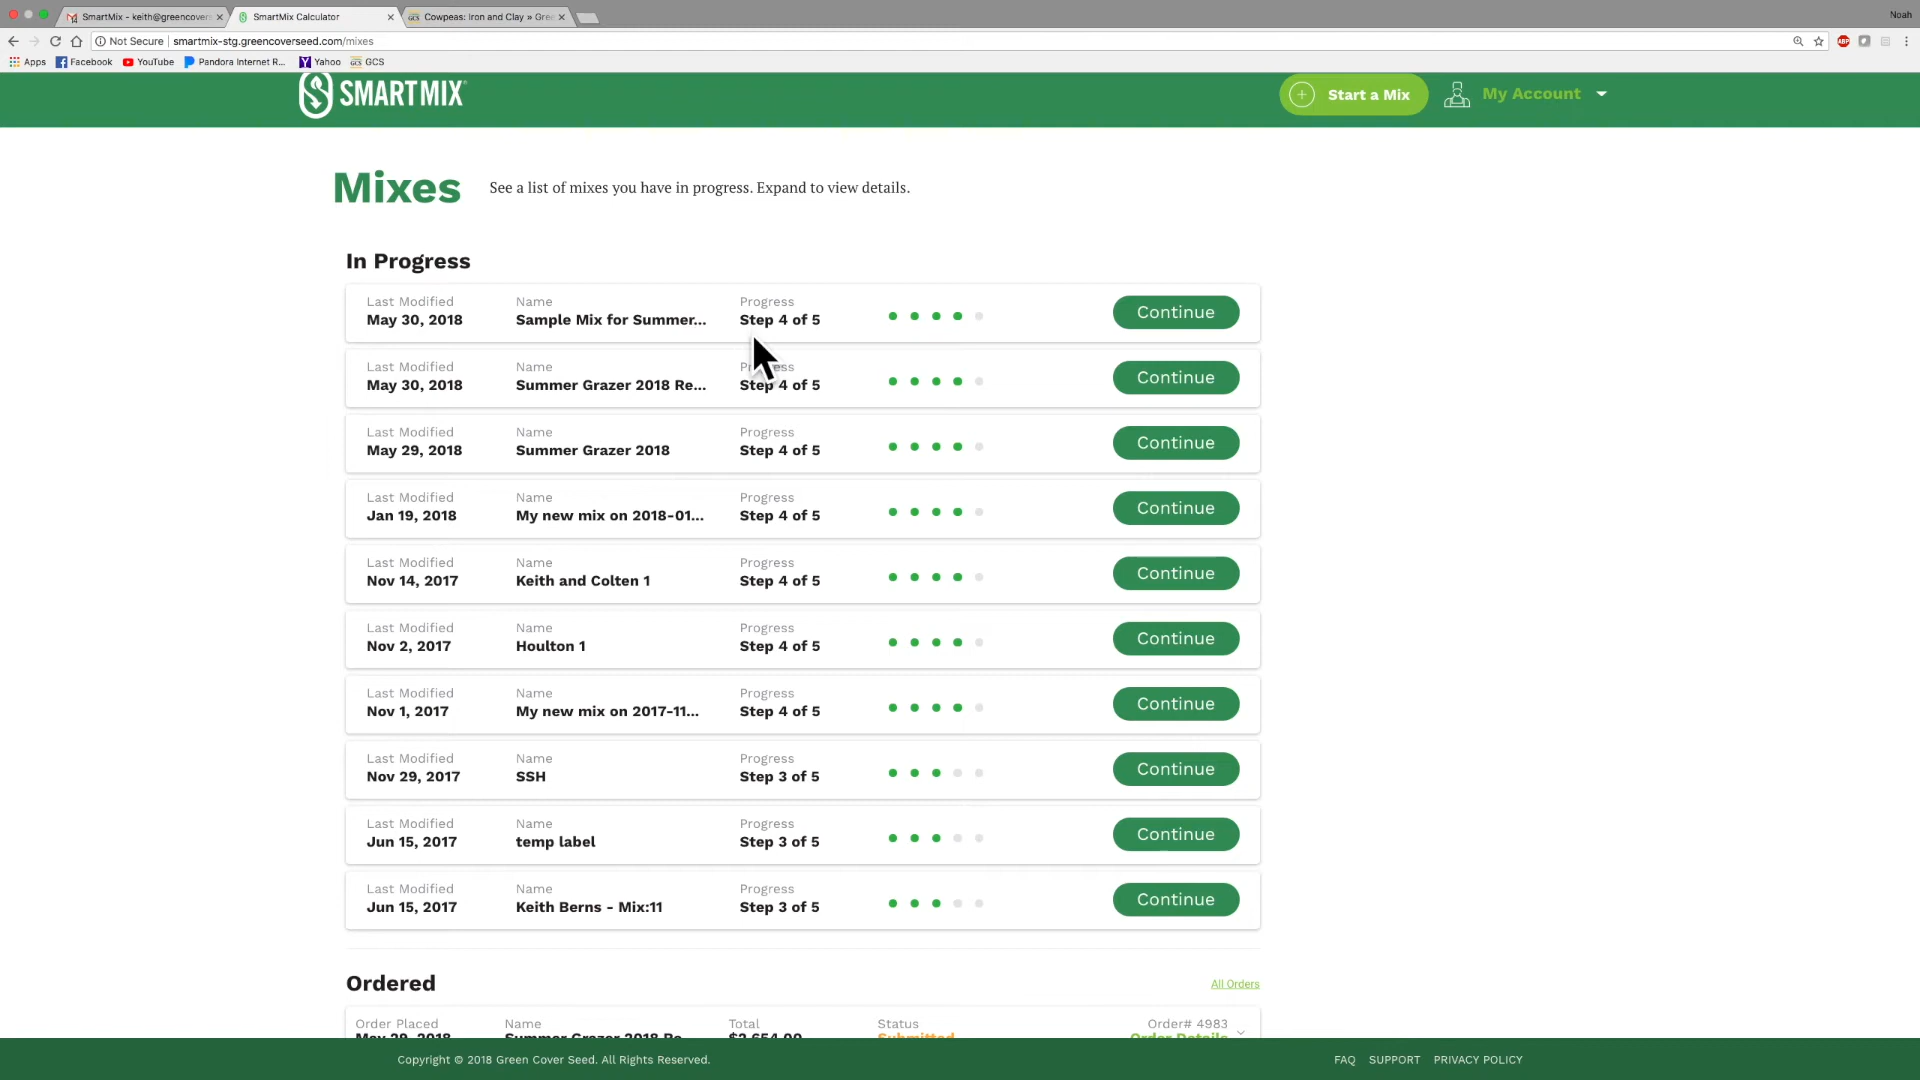 SmartMix - keith@greencovers
SmartMix Calculator
GCS Cowpeas: Iron and Clay » Gre
Noah
Not Secure | smartmix-stg.greencoverseed.com/mixes
ABP
Apps Facebook YouTube Pandora Internet R... Yahoo GCS GCS
SMARTMIX®
+ Start a Mix
My Account
Mixes
See a list of mixes you have in progress. Expand to view details.
In Progress
Last Modified Name Progress
May 30, 2018 Sample Mix for Summer... Step 4 of 5 Continue
Last Modified Name Progress
May 30, 2018 Summer Grazer 2018 Re... Step 4 of 5 Continue
Last Modified Name Progress
May 29, 2018 Summer Grazer 2018 Step 4 of 5 Continue
Last Modified Name Progress
Jan 19, 2018 My new mix on 2018-01... Step 4 of 5 Continue
Last Modified Name Progress
Nov 14, 2017 Keith and Colten 1 Step 4 of 5 Continue
Last Modified Name Progress
Nov 2, 2017 Houlton 1 Step 4 of 5 Continue
Last Modified Name Progress
Nov 1, 2017 My new mix on 2017-11... Step 4 of 5 Continue
Last Modified Name Progress
Nov 29, 2017 SSH Step 3 of 5 Continue
Last Modified Name Progress
Jun 15, 2017 temp label Step 3 of 5 Continue
Last Modified Name Progress
Jun 15, 2017 Keith Berns - Mix:11 Step 3 of 5 Continue
Ordered
All Orders
Order Placed Name Total Status Order# 4983
May 29, 2018 Summer Grazer 2018 Re... $2,654.00 Submitted Order Details
Copyright © 2018 Green Cover Seed. All Rights Reserved.
FAQ SUPPORT PRIVACY POLICY